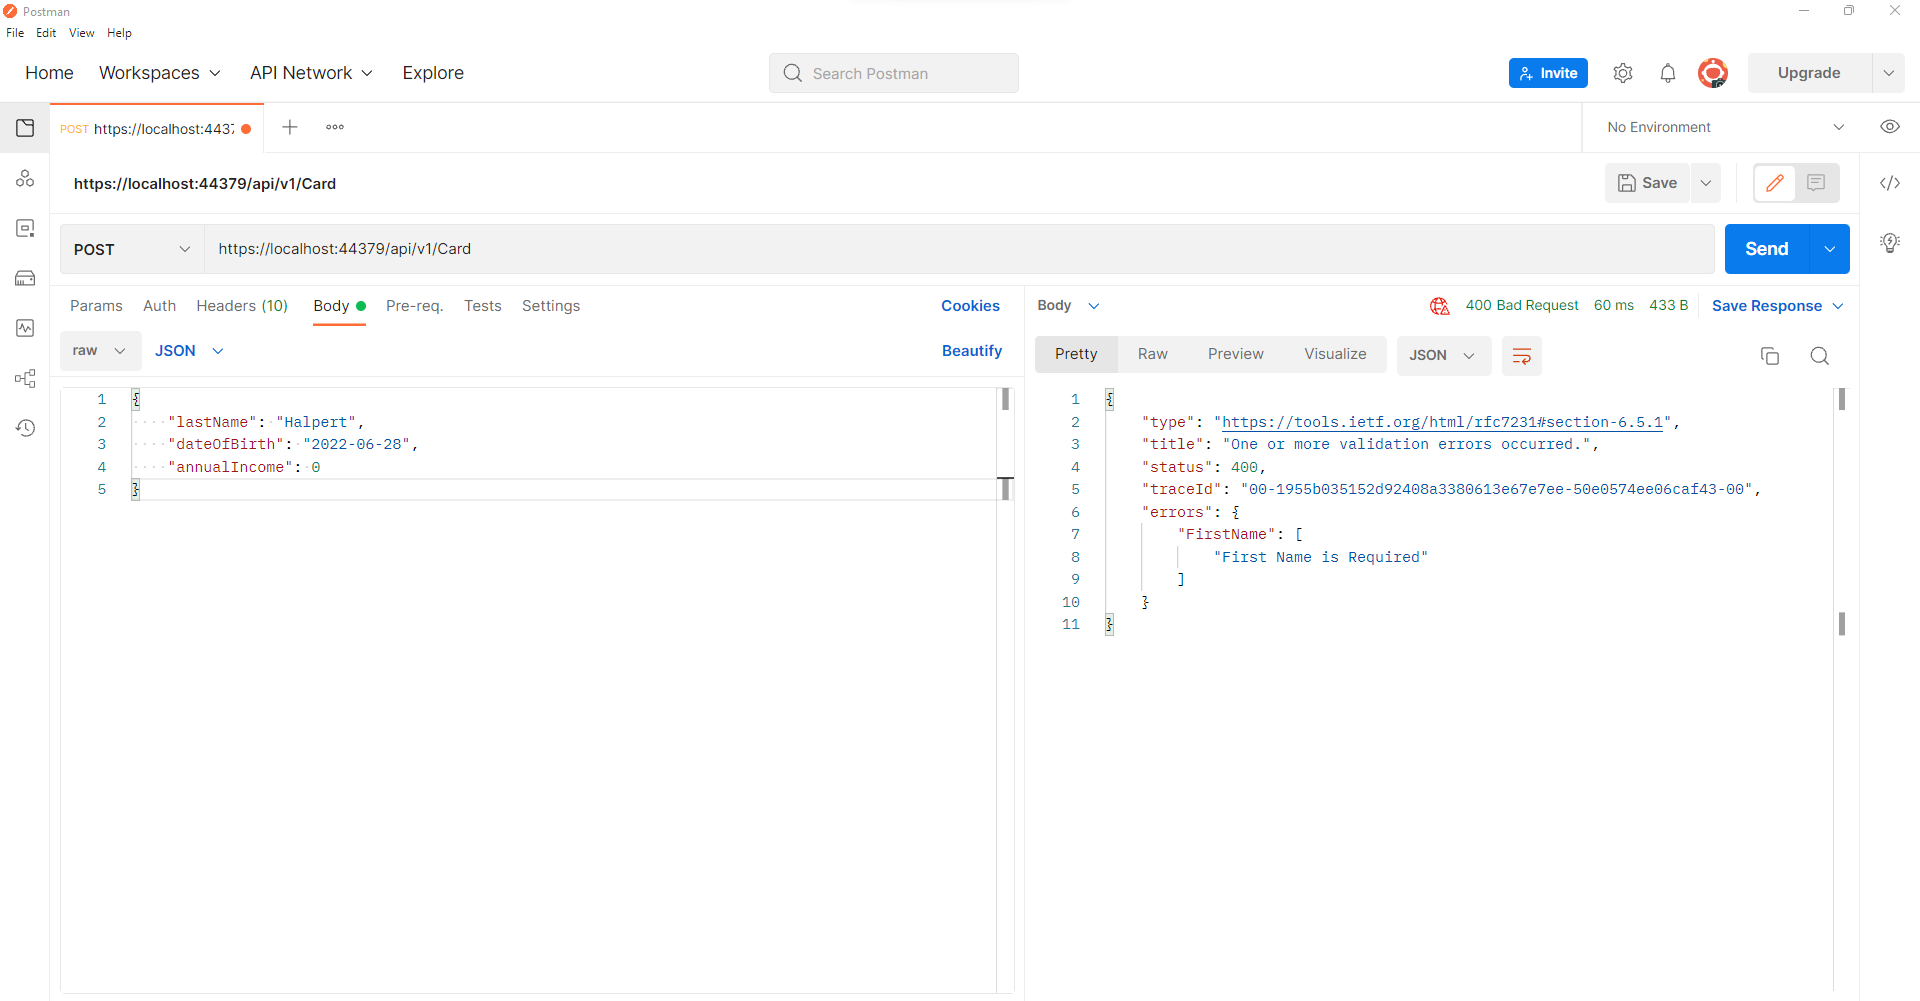 Postman
File Edit View Help
Home Workspaces API Network Explore
Search Postman
Invite
Upgrade
POST https://localhost:4437
No Environment
https://localhost:44379/api/v1/Card
Save
POST
https://localhost:44379/api/v1/Card
Send
Params Auth Headers (10) Body Pre-req. Tests Settings
Cookies
raw JSON
Beautify
1 {
2 "lastName": "Halpert",
3 "dateOfBirth": "2022-06-28",
4 "annualIncome": 0
5 }
Body
400 Bad Request 60 ms 433 B
Save Response
Pretty Raw Preview Visualize JSON
1 {
2 "type": "https://tools.ietf.org/html/rfc7231#section-6.5.1",
3 "title": "One or more validation errors occurred.",
4 "status": 400,
5 "traceId": "00-1955b035152d92408a3380613e67e7ee-50e0574ee06caf43-00",
6 "errors": {
7 "FirstName": [
8 "First Name is Required"
9 ]
10 }
11 }